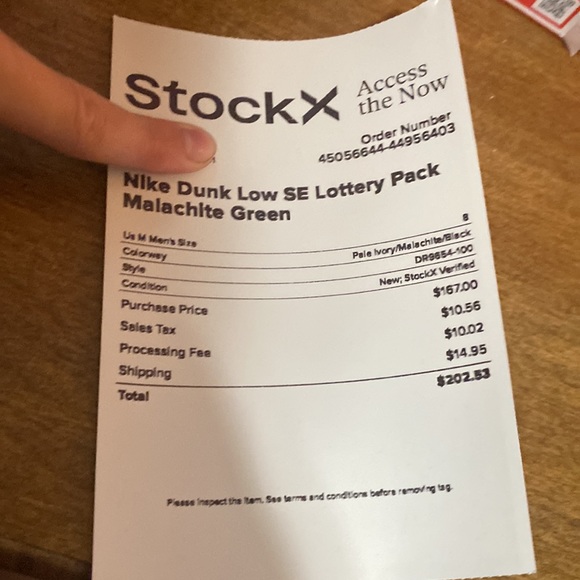 StockX
Access
the Now
Order Number
45056644-44956403
Nike Dunk Low SE Lottery Pack
Malachite Green
Us M Men's Size 8
Colorway Pale Ivory/Malachite/Black
Style DR9654-100
Condition New; StockX Verified
Purchase Price $167.00
Sales Tax $10.56
Processing Fee $10.02
Shipping $14.95
Total $202.53
Please inspect the item. See terms and conditions before removing tag.